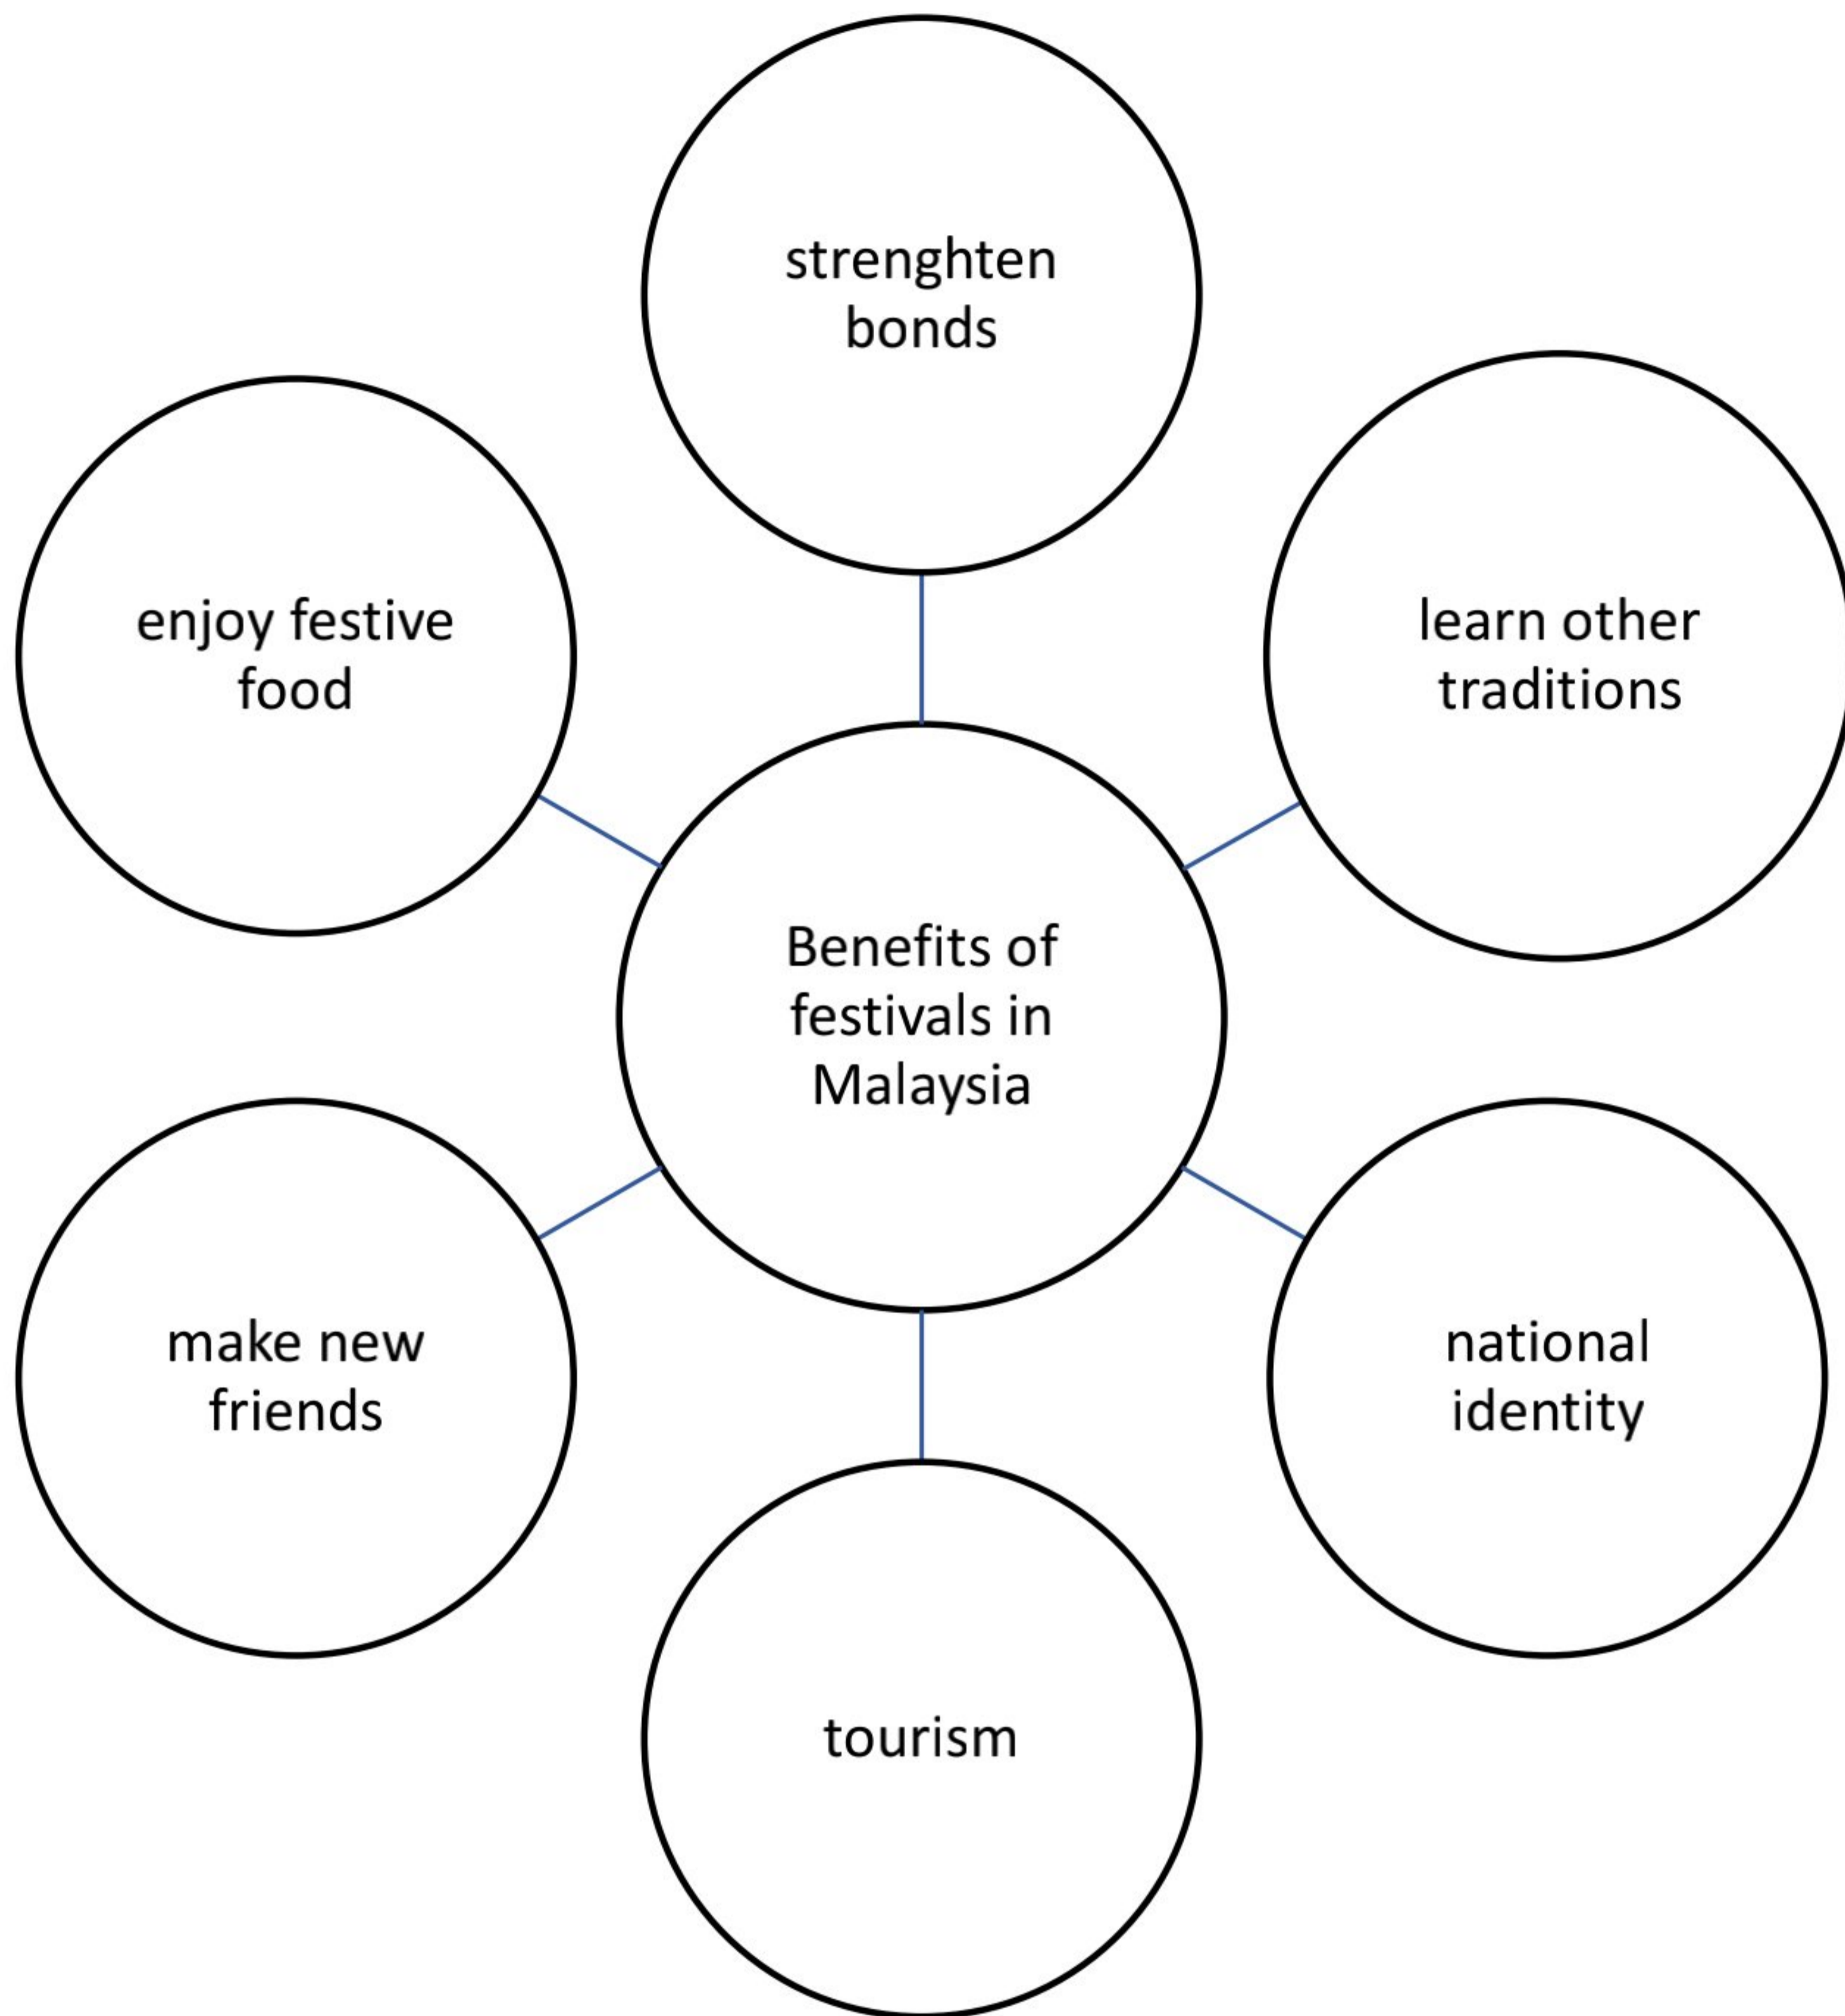 strenghten
bonds
enjoy festive
food
learn other
traditions
Benefits of
festivals in
Malaysia
make new
friends
national
identity
tourism